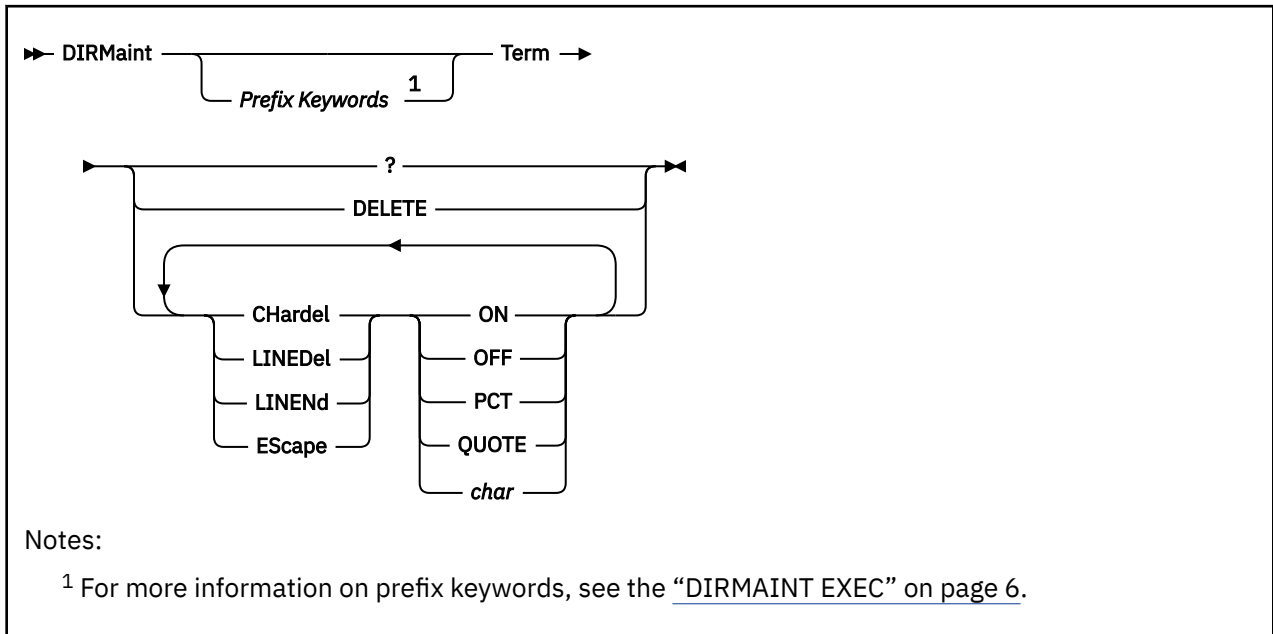 DIRMaint Term
Prefix Keywords 1
?
DELETE
CHardel ON
LINEDel OFF
LINENd PCT
EScape QUOTE
char
Notes:
1 For more information on prefix keywords, see the “DIRMAINT EXEC” on page 6.